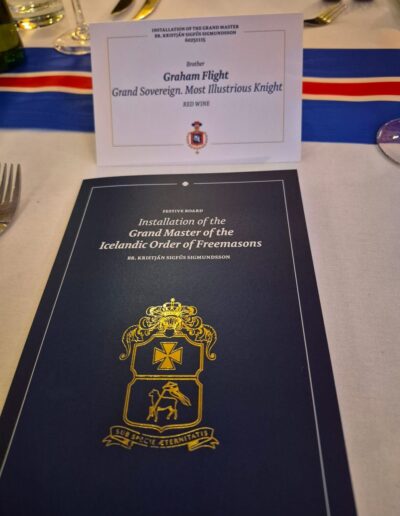 INSTALLATION OF THE GRAND MASTER
BR. KRISTJÁN SIGFÚS SIGMUNDSSON
60251115
Brother
Graham Flight
Grand Sovereign. Most Illustrious Knight
RED WINE
FESTIVE BOARD
Installation of the
Grand Master of the
Icelandic Order of Freemasons
BR. KRISTJÁN SIGFÚS SIGMUNDSSON
SUB SPECIE ÆTERNITATIS